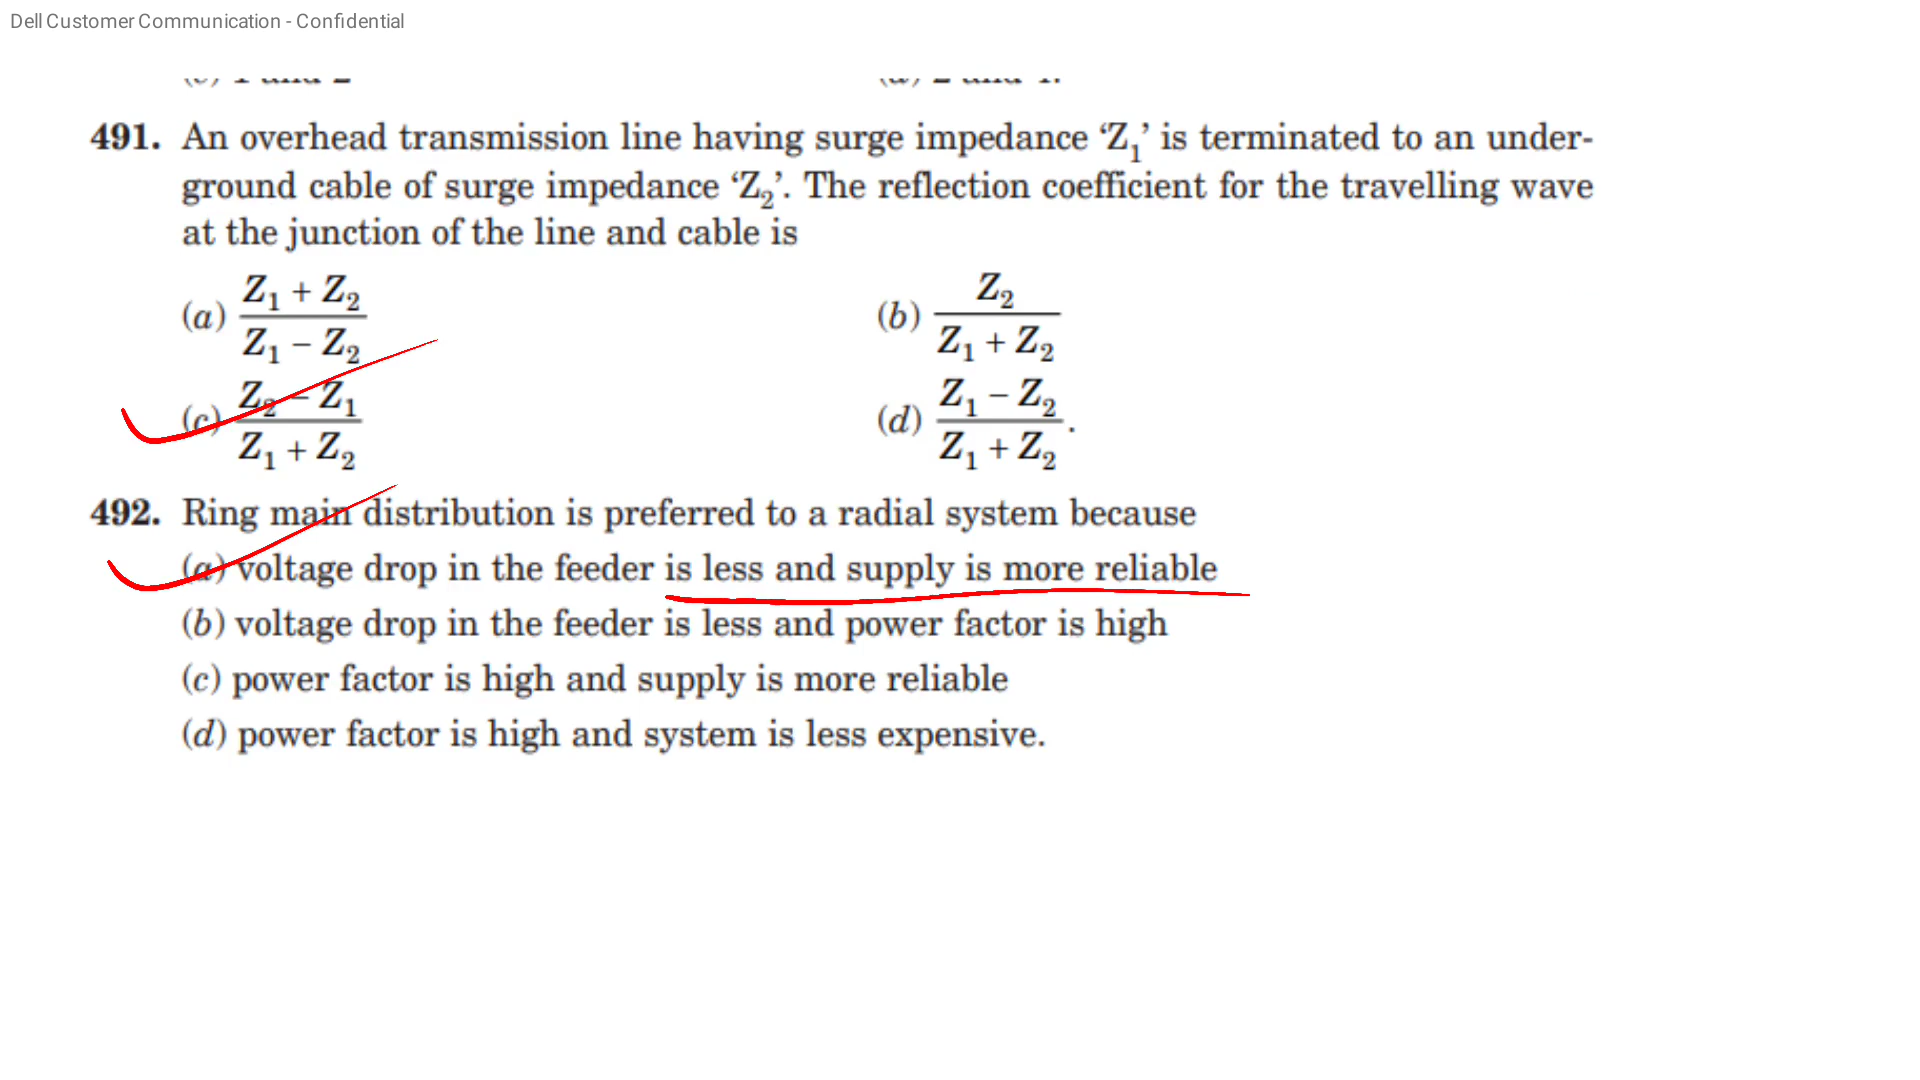 Dell Customer Communication - Confidential
491. An overhead transmission line having surge impedance ‘Z₁’ is terminated to an under-
ground cable of surge impedance ‘Z₂’. The reflection coefficient for the travelling wave
at the junction of the line and cable is
(a) (Z₁ + Z₂)/(Z₁ − Z₂) (b) Z₂/(Z₁ + Z₂)
(c) (Z₂ − Z₁)/(Z₁ + Z₂) (d) (Z₁ − Z₂)/(Z₁ + Z₂).
492. Ring main distribution is preferred to a radial system because
(a) voltage drop in the feeder is less and supply is more reliable
(b) voltage drop in the feeder is less and power factor is high
(c) power factor is high and supply is more reliable
(d) power factor is high and system is less expensive.